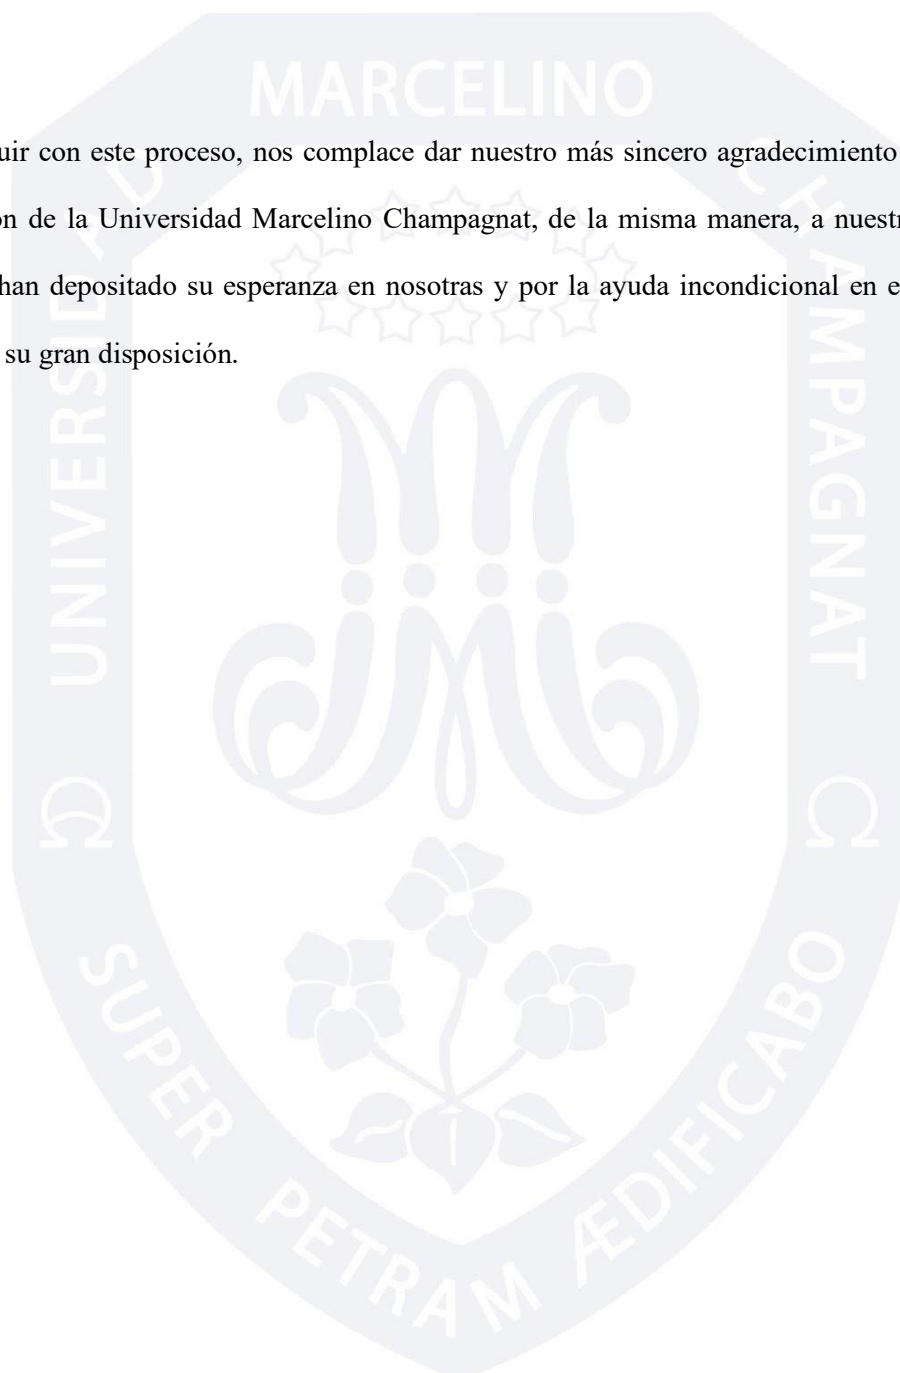 MARCELINO
uir con este proceso, nos complace dar nuestro más sincero agradecimiento
ón de la Universidad Marcelino Champagnat, de la misma manera, a nuestr
han depositado su esperanza en nosotras y por la ayuda incondicional en e
su gran disposición.
UNIVERSIDAD
CHAMPAGNAT
SUPER PETRAM ÆDIFICABO